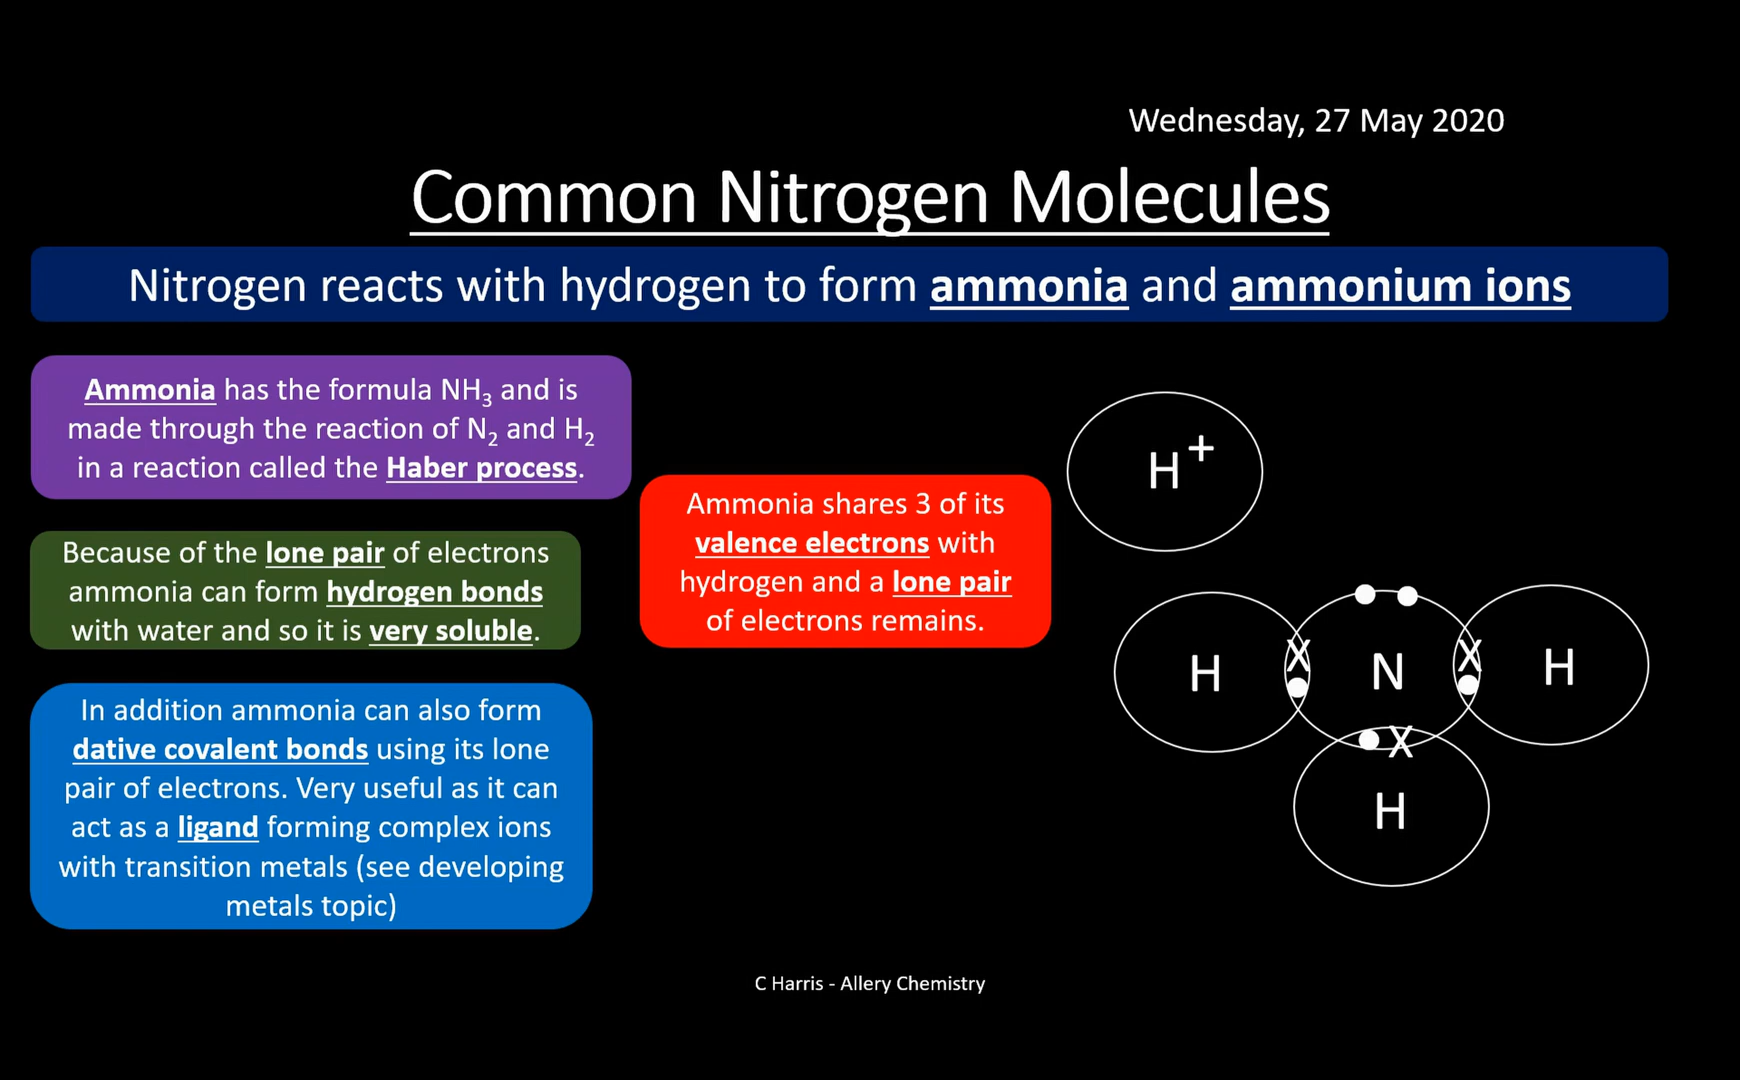 Wednesday, 27 May 2020
Common Nitrogen Molecules
Nitrogen reacts with hydrogen to form ammonia and ammonium ions
Ammonia has the formula NH₃ and is
made through the reaction of N₂ and H₂
in a reaction called the Haber process.
Because of the lone pair of electrons
ammonia can form hydrogen bonds
with water and so it is very soluble.
In addition ammonia can also form
dative covalent bonds using its lone
pair of electrons. Very useful as it can
act as a ligand forming complex ions
with transition metals (see developing
metals topic)
Ammonia shares 3 of its
valence electrons with
hydrogen and a lone pair
of electrons remains.
H⁺
H X N X H
X
H
C Harris - Allery Chemistry